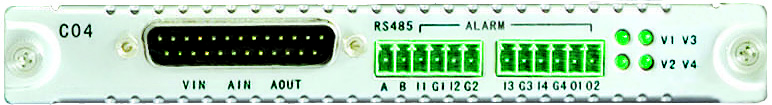 C04
RS485 ALARM
V1 V3
V2 V4
VIN AIN AOUT
A B I1 G1 I2 G2 I3 G3 I4 G4 O1 O2